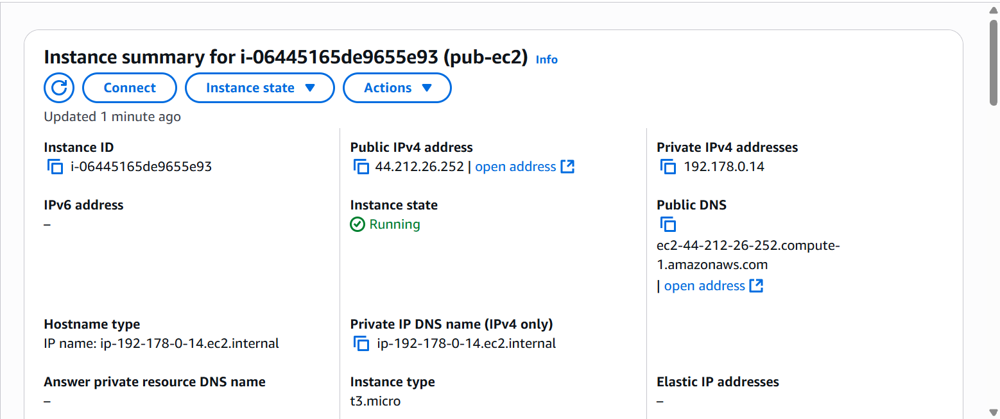 Instance summary for i-06445165de9655e93 (pub-ec2) Info
Connect
Instance state
Actions
Updated 1 minute ago
Instance ID
i-06445165de9655e93
Public IPv4 address
44.212.26.252 | open address
Private IPv4 addresses
192.178.0.14
IPv6 address
–
Instance state
Running
Public DNS
ec2-44-212-26-252.compute-
1.amazonaws.com
| open address
Hostname type
IP name: ip-192-178-0-14.ec2.internal
Private IP DNS name (IPv4 only)
ip-192-178-0-14.ec2.internal
Answer private resource DNS name
–
Instance type
t3.micro
Elastic IP addresses
–